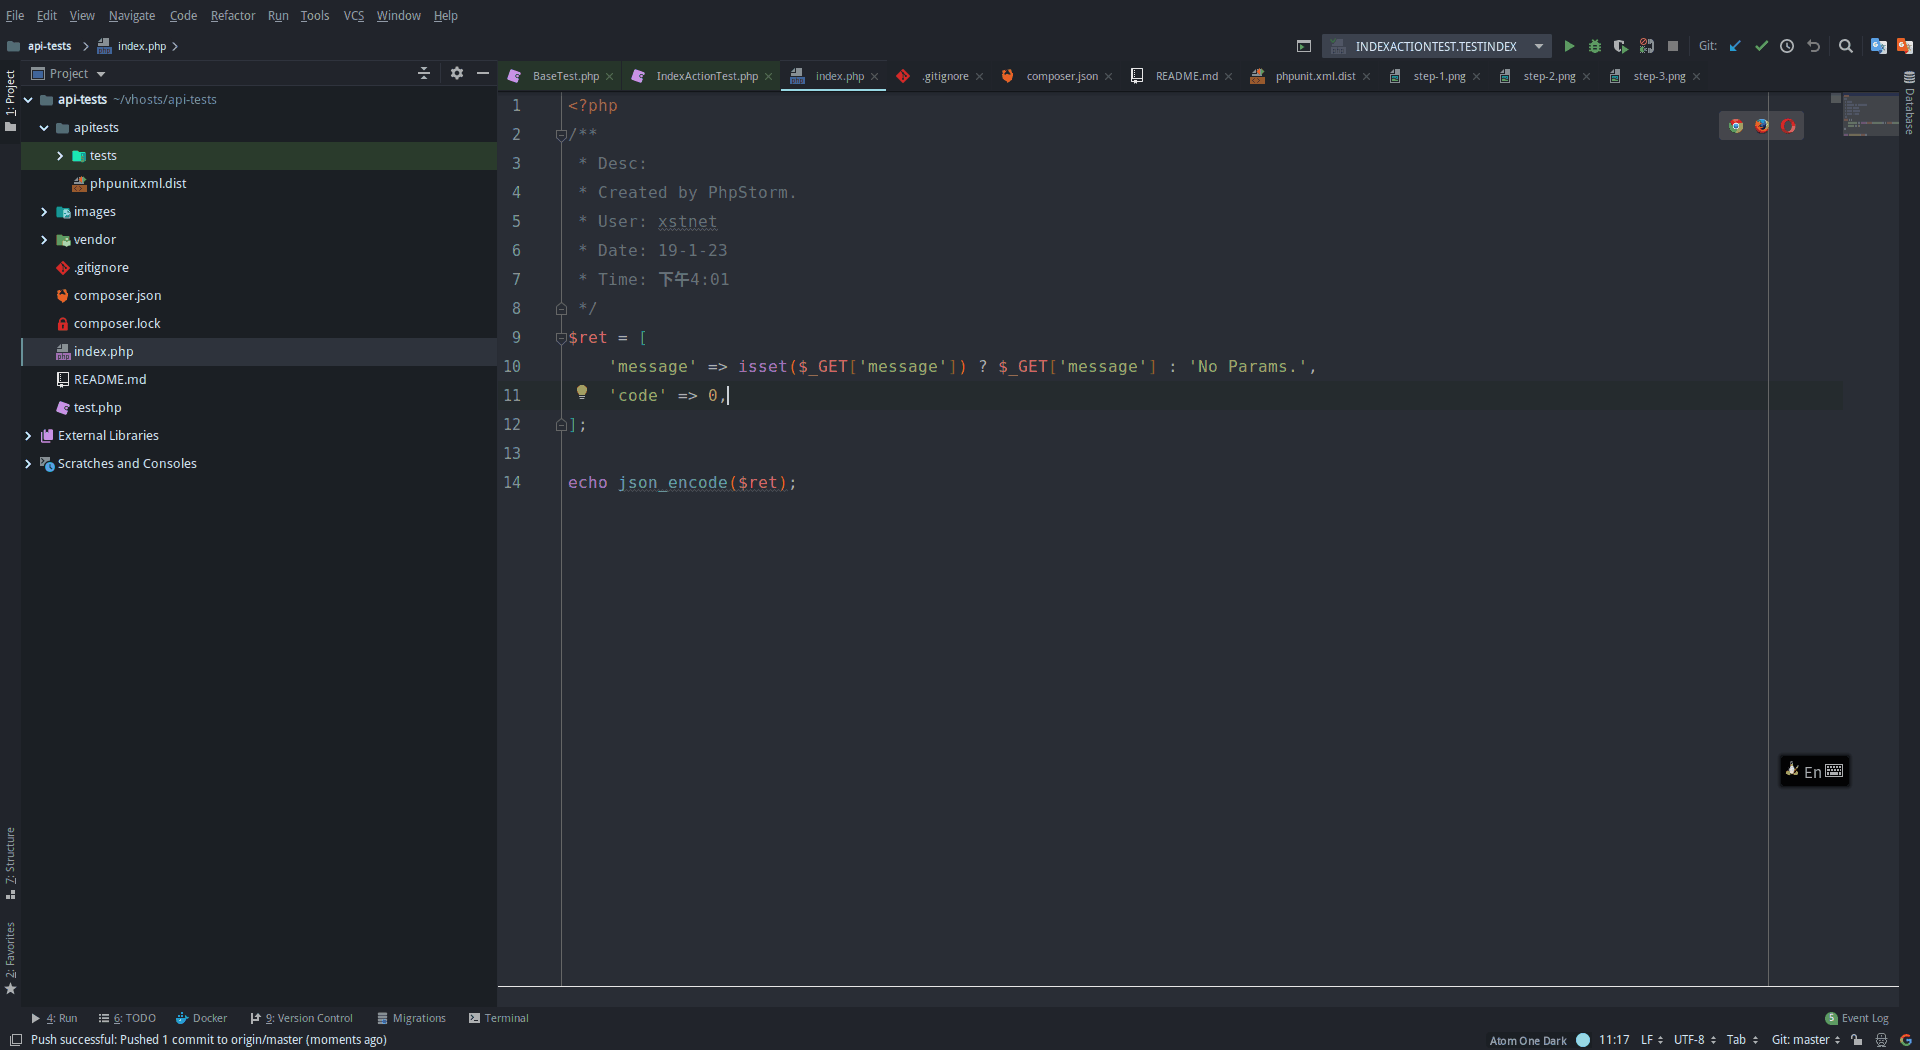 File Edit View Navigate Code Refactor Run Tools VCS Window Help
api-tests index.php INDEXACTIONTEST.TESTINDEX Git:
1: Project
Project
BaseTest.php IndexActionTest.php index.php .gitignore composer.json README.md phpunit.xml.dist step-1.png step-2.png step-3.png
Database
api-tests ~/vhosts/api-tests
apitests
tests
phpunit.xml.dist
images
vendor
.gitignore
composer.json
composer.lock
index.php
README.md
test.php
External Libraries
Scratches and Consoles
1 <?php
2 /**
3 * Desc:
4 * Created by PhpStorm.
5 * User: xstnet
6 * Date: 19-1-23
7 * Time: 下午4:01
8 */
9 $ret = [
10 'message' => isset($_GET['message']) ? $_GET['message'] : 'No Params.',
11 'code' => 0,
12 ];
13
14 echo json_encode($ret);
En
7: Structure
2: Favorites
4: Run 6: TODO Docker 9: Version Control Migrations Terminal 5 Event Log
Push successful: Pushed 1 commit to origin/master (moments ago) Atom One Dark 11:17 LF UTF-8 Tab Git: master